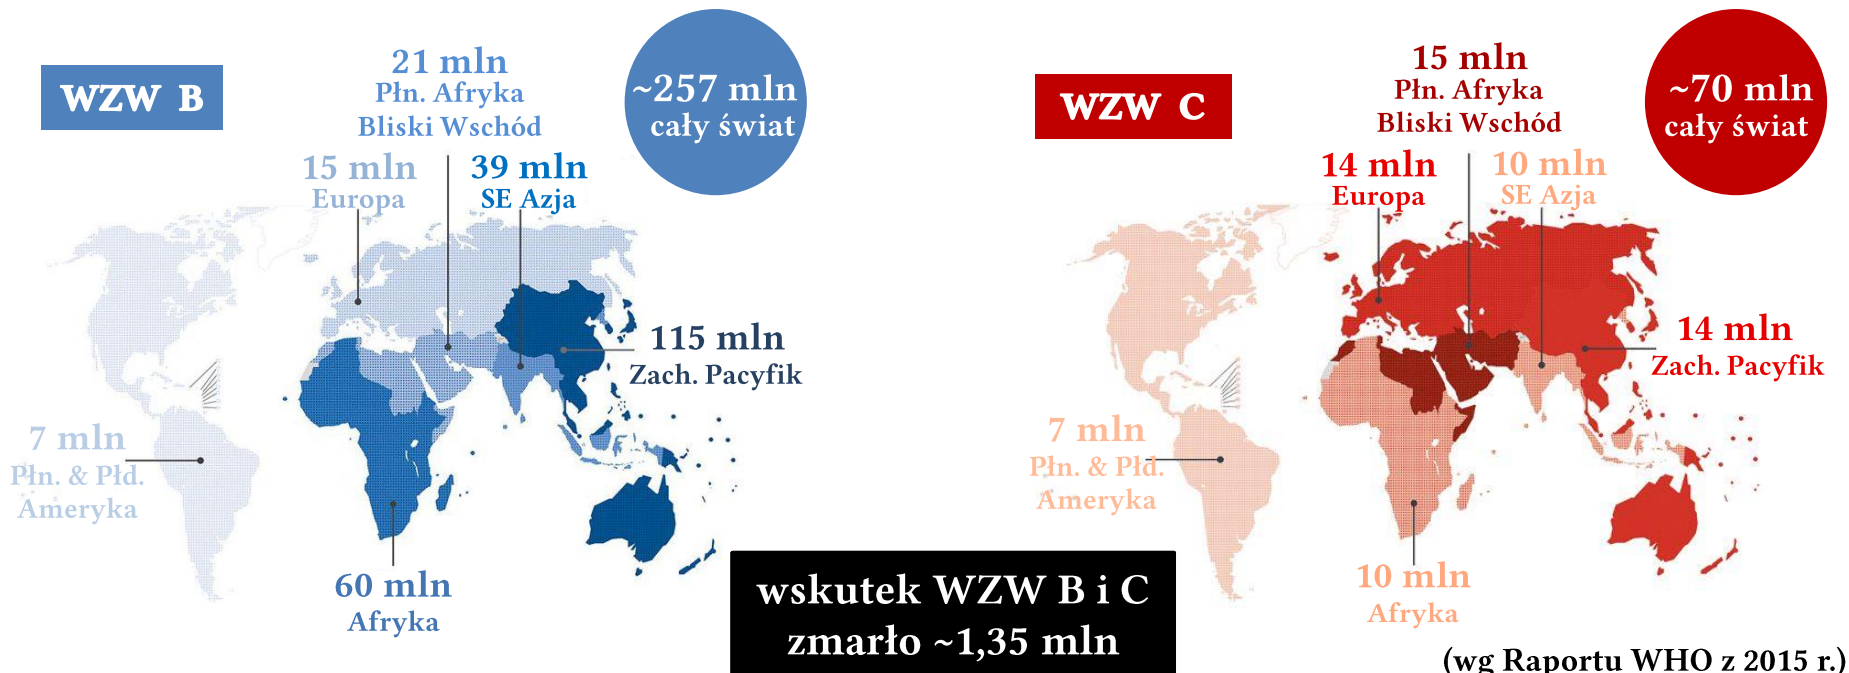 WZW B
21 mln
Płn. Afryka
Bliski Wschód
~257 mln
cały świat
15 mln
Europa
39 mln
SE Azja
115 mln
Zach. Pacyfik
7 mln
Płn. & Płd.
Ameryka
60 mln
Afryka
WZW C
15 mln
Płn. Afryka
Bliski Wschód
~70 mln
cały świat
14 mln
Europa
10 mln
SE Azja
14 mln
Zach. Pacyfik
7 mln
Płn. & Płd.
Ameryka
10 mln
Afryka
wskutek WZW B i C
zmarło ~1,35 mln
(wg Raportu WHO z 2015 r.)